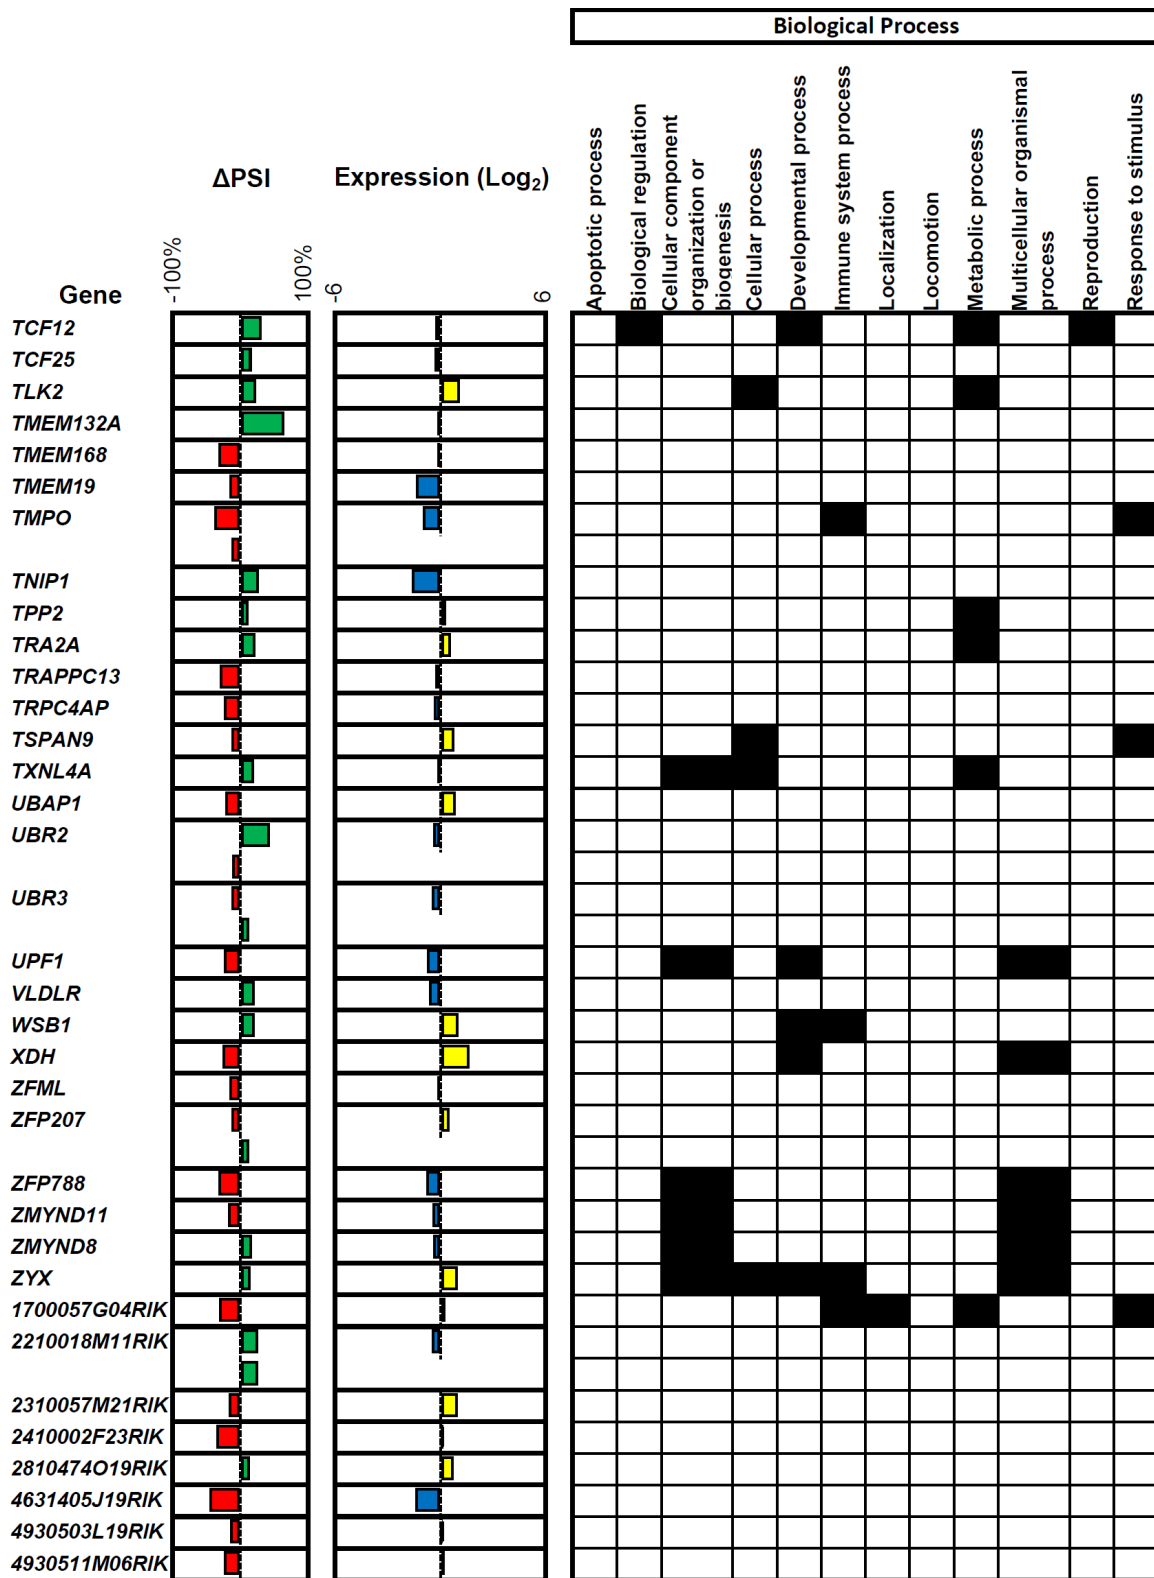 Biological Process
Apoptotic process
Biological regulation
Cellular component
organization or
biogenesis
Cellular process
Developmental process
Immune system process
Localization
Locomotion
Metabolic process
Multicellular organismal
process
Reproduction
Response to stimulus
ΔPSI
Expression (Log2)
-100%
100%
-6
6
Gene
TCF12
TCF25
TLK2
TMEM132A
TMEM168
TMEM19
TMPO
TNIP1
TPP2
TRA2A
TRAPPC13
TRPC4AP
TSPAN9
TXNL4A
UBAP1
UBR2
UBR3
UPF1
VLDLR
WSB1
XDH
ZFML
ZFP207
ZFP788
ZMYND11
ZMYND8
ZYX
1700057G04RIK
2210018M11RIK
2310057M21RIK
2410002F23RIK
2810474O19RIK
4631405J19RIK
4930503L19RIK
4930511M06RIK